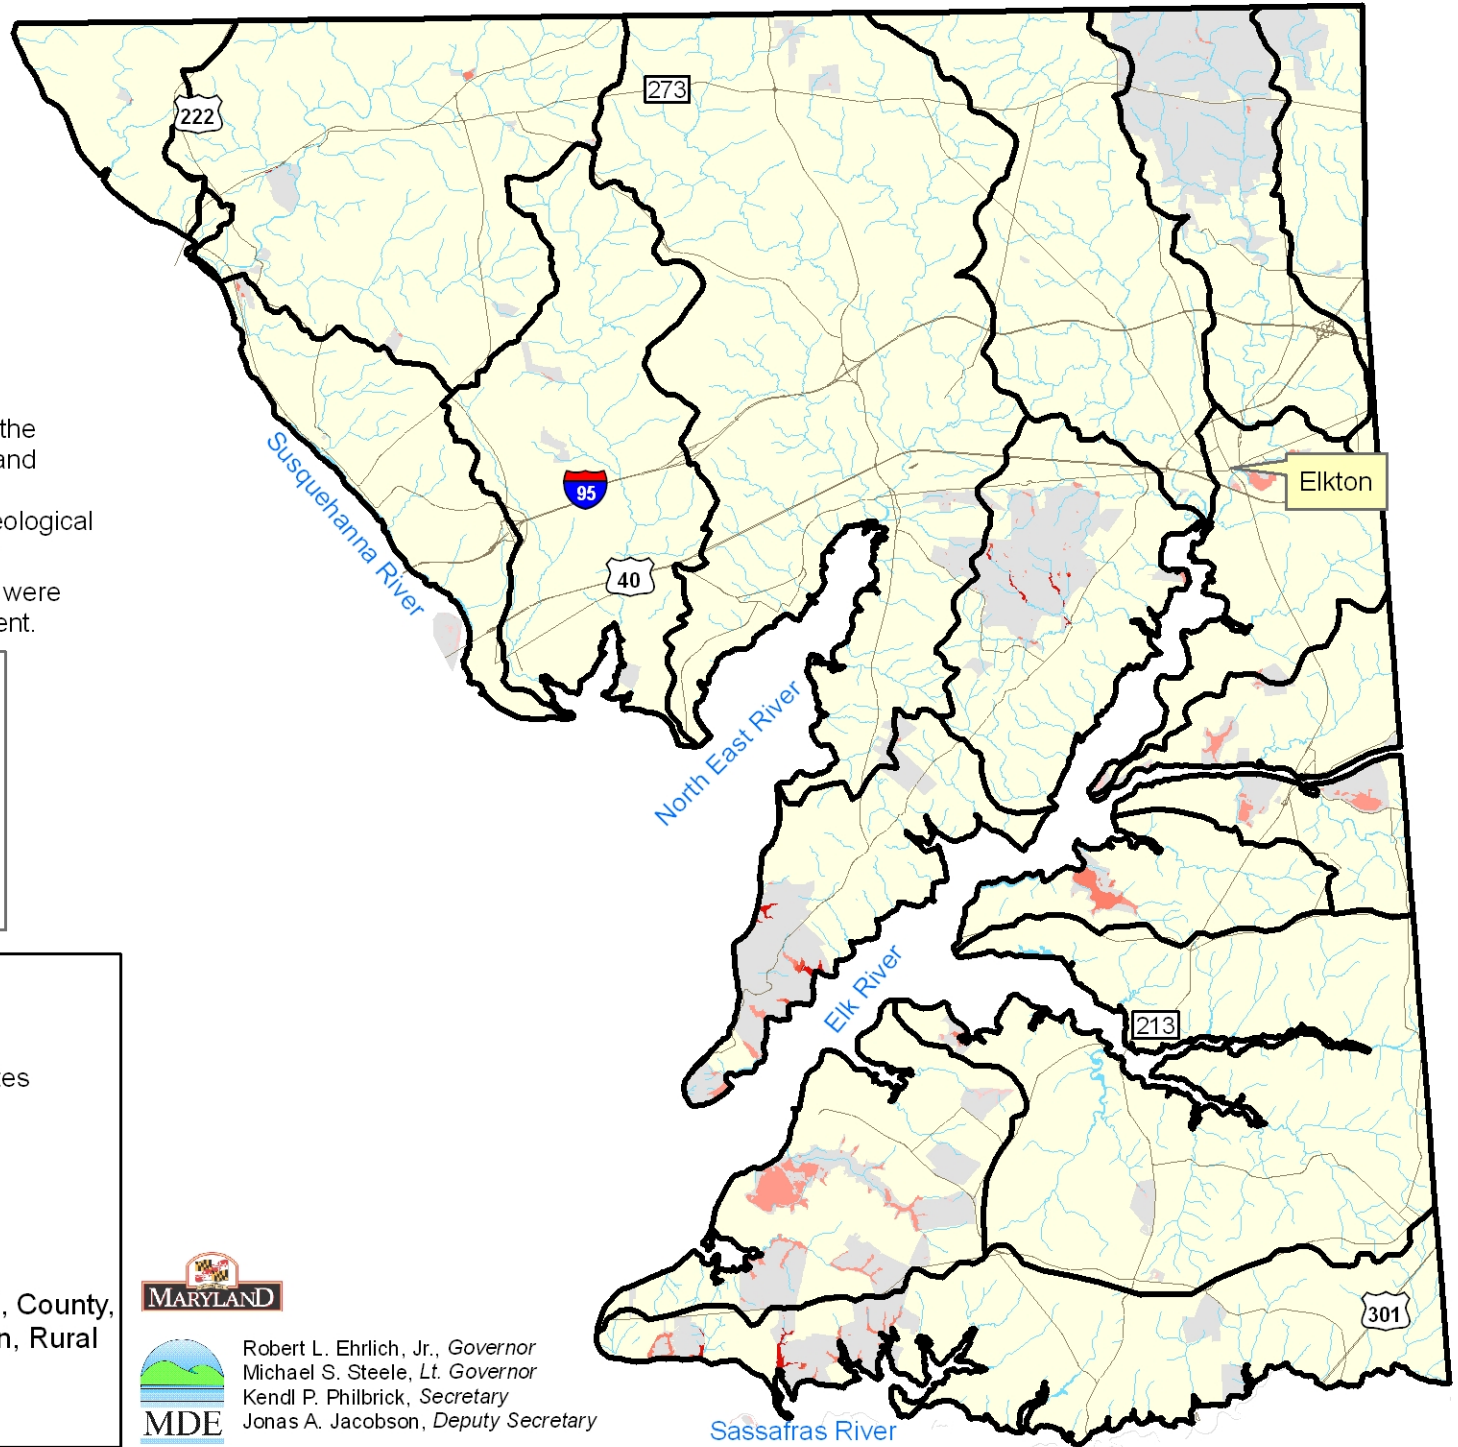 273
222
the
and
eological
were
ent.
Susquehanna River
95
40
Elkton
North East River
Elk River
213
tes
, County,
n, Rural
301
MARYLAND
MDE
Robert L. Ehrlich, Jr., Governor
Michael S. Steele, Lt. Governor
Kendl P. Philbrick, Secretary
Jonas A. Jacobson, Deputy Secretary
Sassafras River